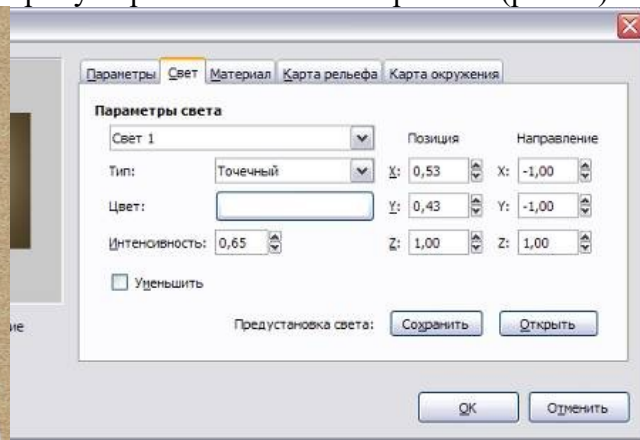 Параметры Свет Материал Карта рельефа Карта окружения
Параметры света
Свет 1 Позиция Направление
Тип: Точечный X: 0,53 X: -1,00
Цвет: Y: 0,43 Y: -1,00
Интенсивность: 0,65 Z: 1,00 Z: 1,00
Уменьшить
Предустановка света: Сохранить Открыть
OK Отменить